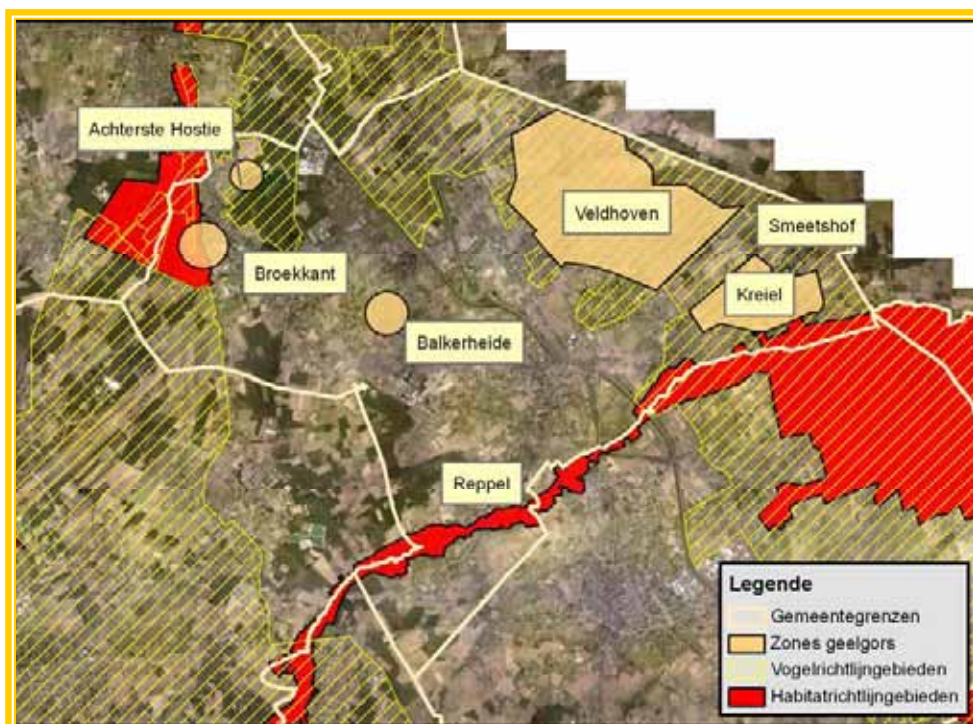 Achterste Hostie
Veldhoven
Smeetshof
Broekkant
Kreiel
Balkerheide
Reppel
Legende
Gemeentegrenzen
Zones geelgors
Vogelrichtlijngebieden
Habitatrichtlijngebieden